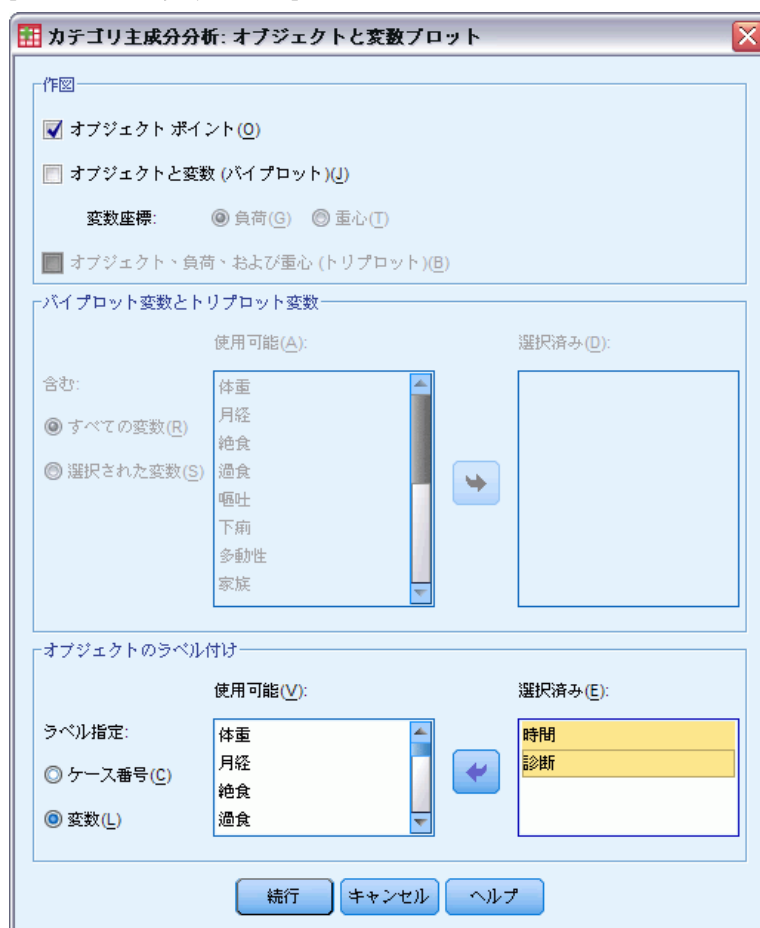 カテゴリ主成分分析: オブジェクトと変数プロット
作図
オブジェクト ポイント(O)
オブジェクトと変数 (バイプロット)(J)
変数座標: 負荷(G) 重心(T)
オブジェクト、負荷、および重心 (トリプロット)(B)
バイプロット変数とトリプロット変数
使用可能(A): 選択済み(D):
含む:
すべての変数(R)
選択された変数(S)
体重
月経
絶食
過食
嘔吐
下痢
多動性
家族
オブジェクトのラベル付け
使用可能(V): 選択済み(E):
ラベル指定:
ケース番号(C)
変数(L)
体重
月経
絶食
過食
時間
診断
続行 キャンセル ヘルプ